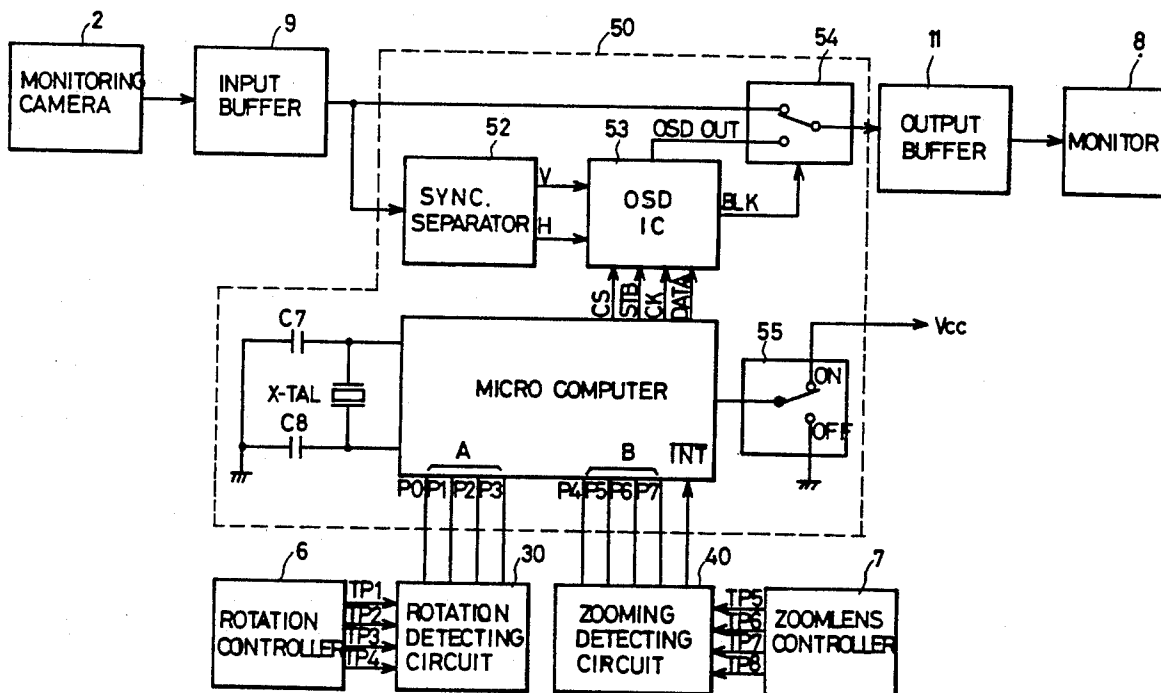 2
9
50
54
11
8
MONITORING
CAMERA
INPUT
BUFFER
OUTPUT
BUFFER
MONITOR
52
53
OSD OUT
SYNC.
SEPARATOR
V
H
OSD
IC
BLK
CS
STB
CK
DATA
C7
X-TAL
C8
MICRO COMPUTER
55
Vcc
ON
OFF
A
B
INT
P0 P1 P2 P3
P4 P5 P6 P7
6
30
40
7
ROTATION
CONTROLLER
TP1
TP2
TP3
TP4
ROTATION
DETECTING
CIRCUIT
ZOOMING
DETECTING
CIRCUIT
TP5
TP6
TP7
TP8
ZOOMLENS
CONTROLLER